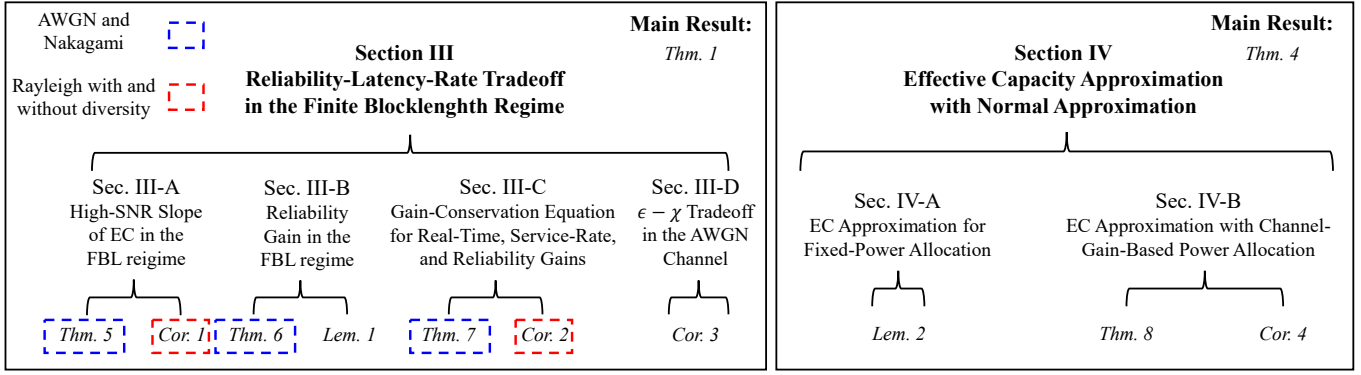 AWGN and
Nakagami
Rayleigh with and
without diversity
Main Result:
Thm. 1
Section III
Reliability-Latency-Rate Tradeoff
in the Finite Blocklenghth Regime
Sec. III-A
High-SNR Slope
of EC in the
FBL reigime
Sec. III-B
Reliability
Gain in the
FBL regime
Sec. III-C
Gain-Conservation Equation
for Real-Time, Service-Rate,
and Reliability Gains
Sec. III-D
ϵ − χ Tradeoff
in the AWGN
Channel
Thm. 5
Cor. 1
Thm. 6
Lem. 1
Thm. 7
Cor. 2
Cor. 3
Main Result:
Thm. 4
Section IV
Effective Capacity Approximation
with Normal Approximation
Sec. IV-A
EC Approximation for
Fixed-Power Allocation
Sec. IV-B
EC Approximation with Channel-
Gain-Based Power Allocation
Lem. 2
Thm. 8
Cor. 4